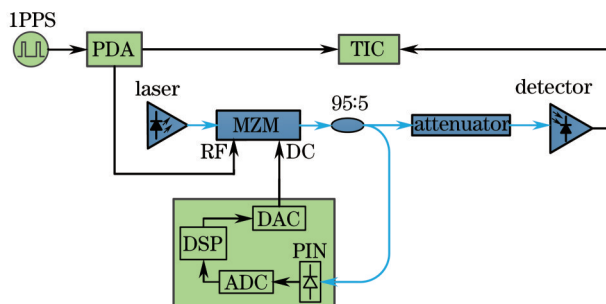 1PPS
PDA
TIC
laser
MZM
95:5
attenuator
detector
RF
DC
DAC
DSP
PIN
ADC